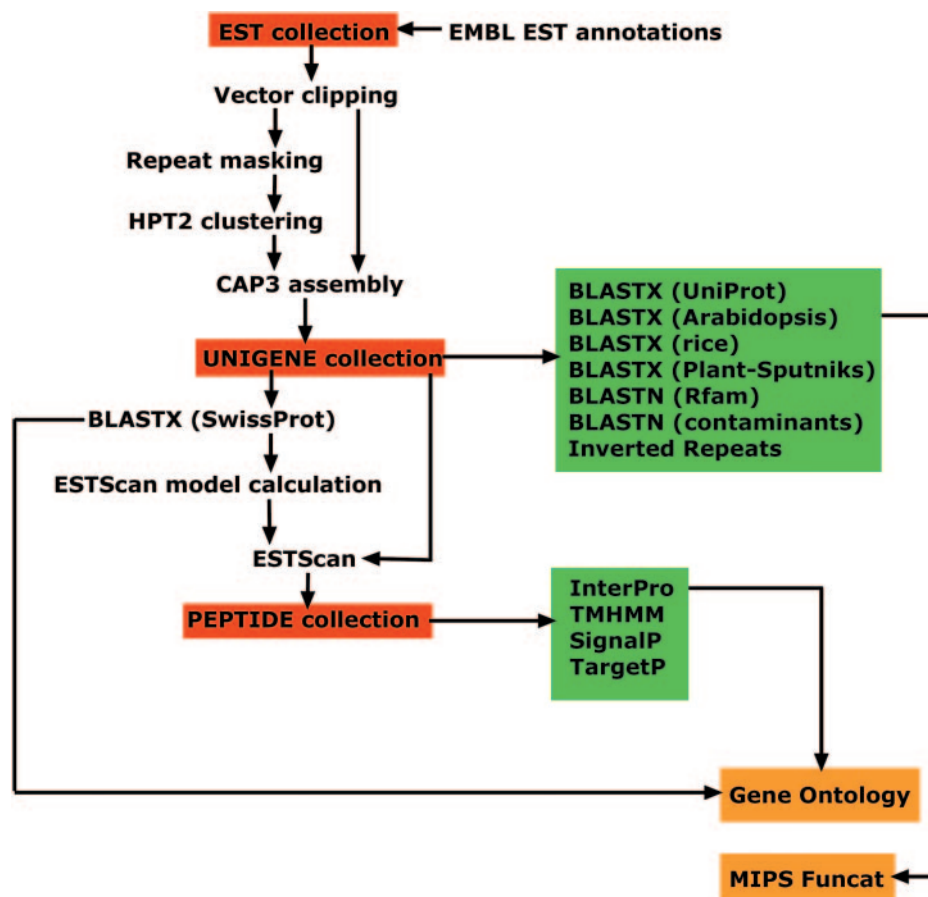 EST collection
EMBL EST annotations
Vector clipping
Repeat masking
HPT2 clustering
CAP3 assembly
UNIGENE collection
BLASTX (UniProt)
BLASTX (Arabidopsis)
BLASTX (rice)
BLASTX (Plant-Sputniks)
BLASTN (Rfam)
BLASTN (contaminants)
Inverted Repeats
BLASTX (SwissProt)
ESTScan model calculation
ESTScan
PEPTIDE collection
InterPro
TMHMM
SignalP
TargetP
Gene Ontology
MIPS Funcat